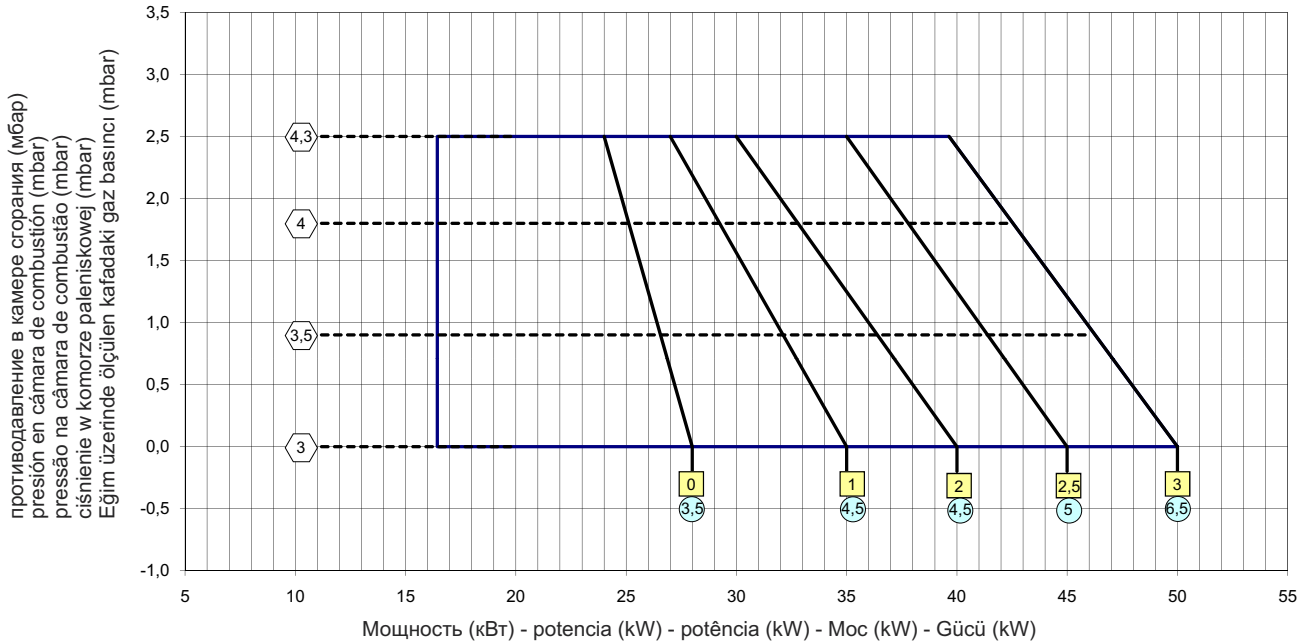 противодавление в камере сгорания (мбар)
presión en cámara de combustión (mbar)
pressão na câmara de combustão (mbar)
ciśnienie w komorze paleniskowej (mbar)
Eğim üzerinde ölçülen kafadaki gaz basıncı (mbar)
3,5
3,0
2,5
2,0
1,5
1,0
0,5
0,0
-0,5
-1,0
4,3
4
3,5
3
0 1 2 2,5 3
3,5 4,5 4,5 5 6,5
5 10 15 20 25 30 35 40 45 50 55
Мощность (кВт) - potencia (kW) - potência (kW) - Moc (kW) - Gücü (kW)